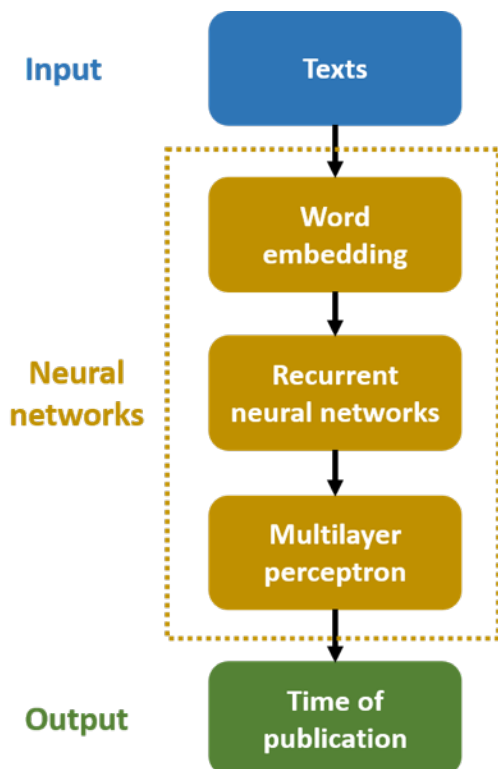 Input
Texts
Word
embedding
Neural
networks
Recurrent
neural networks
Multilayer
perceptron
Output
Time of
publication